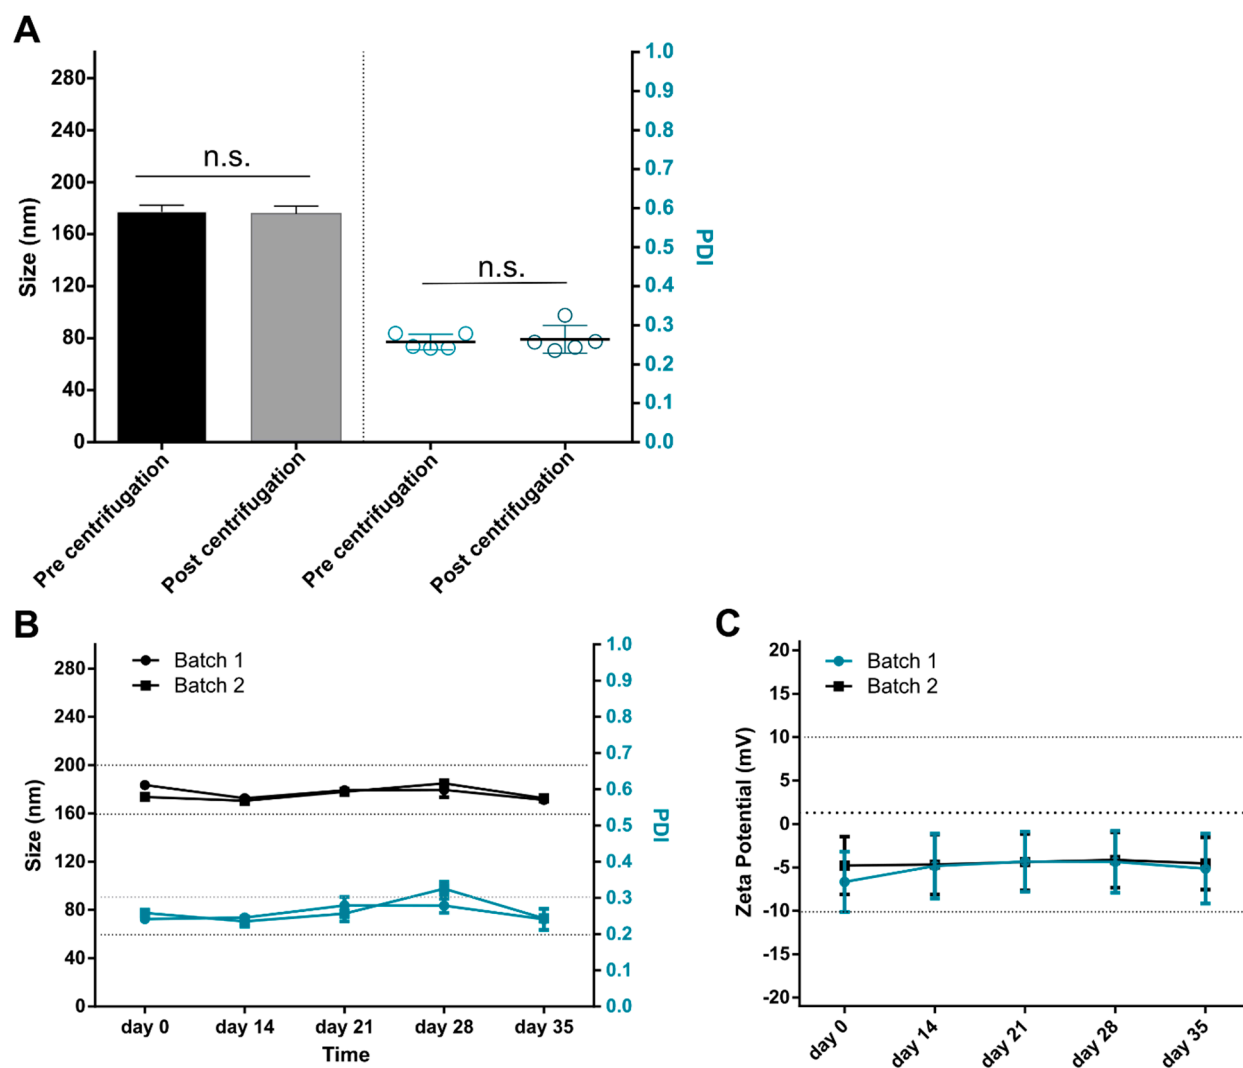 A
280
240
200
160
120
80
40
0
Size (nm)
n.s.
n.s.
1.0
0.9
0.8
0.7
0.6
0.5
0.4
0.3
0.2
0.1
0.0
PDI
Pre centrifugation
Post centrifugation
Pre centrifugation
Post centrifugation
B
Batch 1
Batch 2
280
240
200
160
120
80
40
0
Size (nm)
1.0
0.9
0.8
0.7
0.6
0.5
0.4
0.3
0.2
0.1
0.0
PDI
day 0
day 14
day 21
day 28
day 35
Time
C
Batch 1
Batch 2
20
15
10
5
0
-5
-10
-15
-20
Zeta Potential (mV)
day 0
day 14
day 21
day 28
day 35